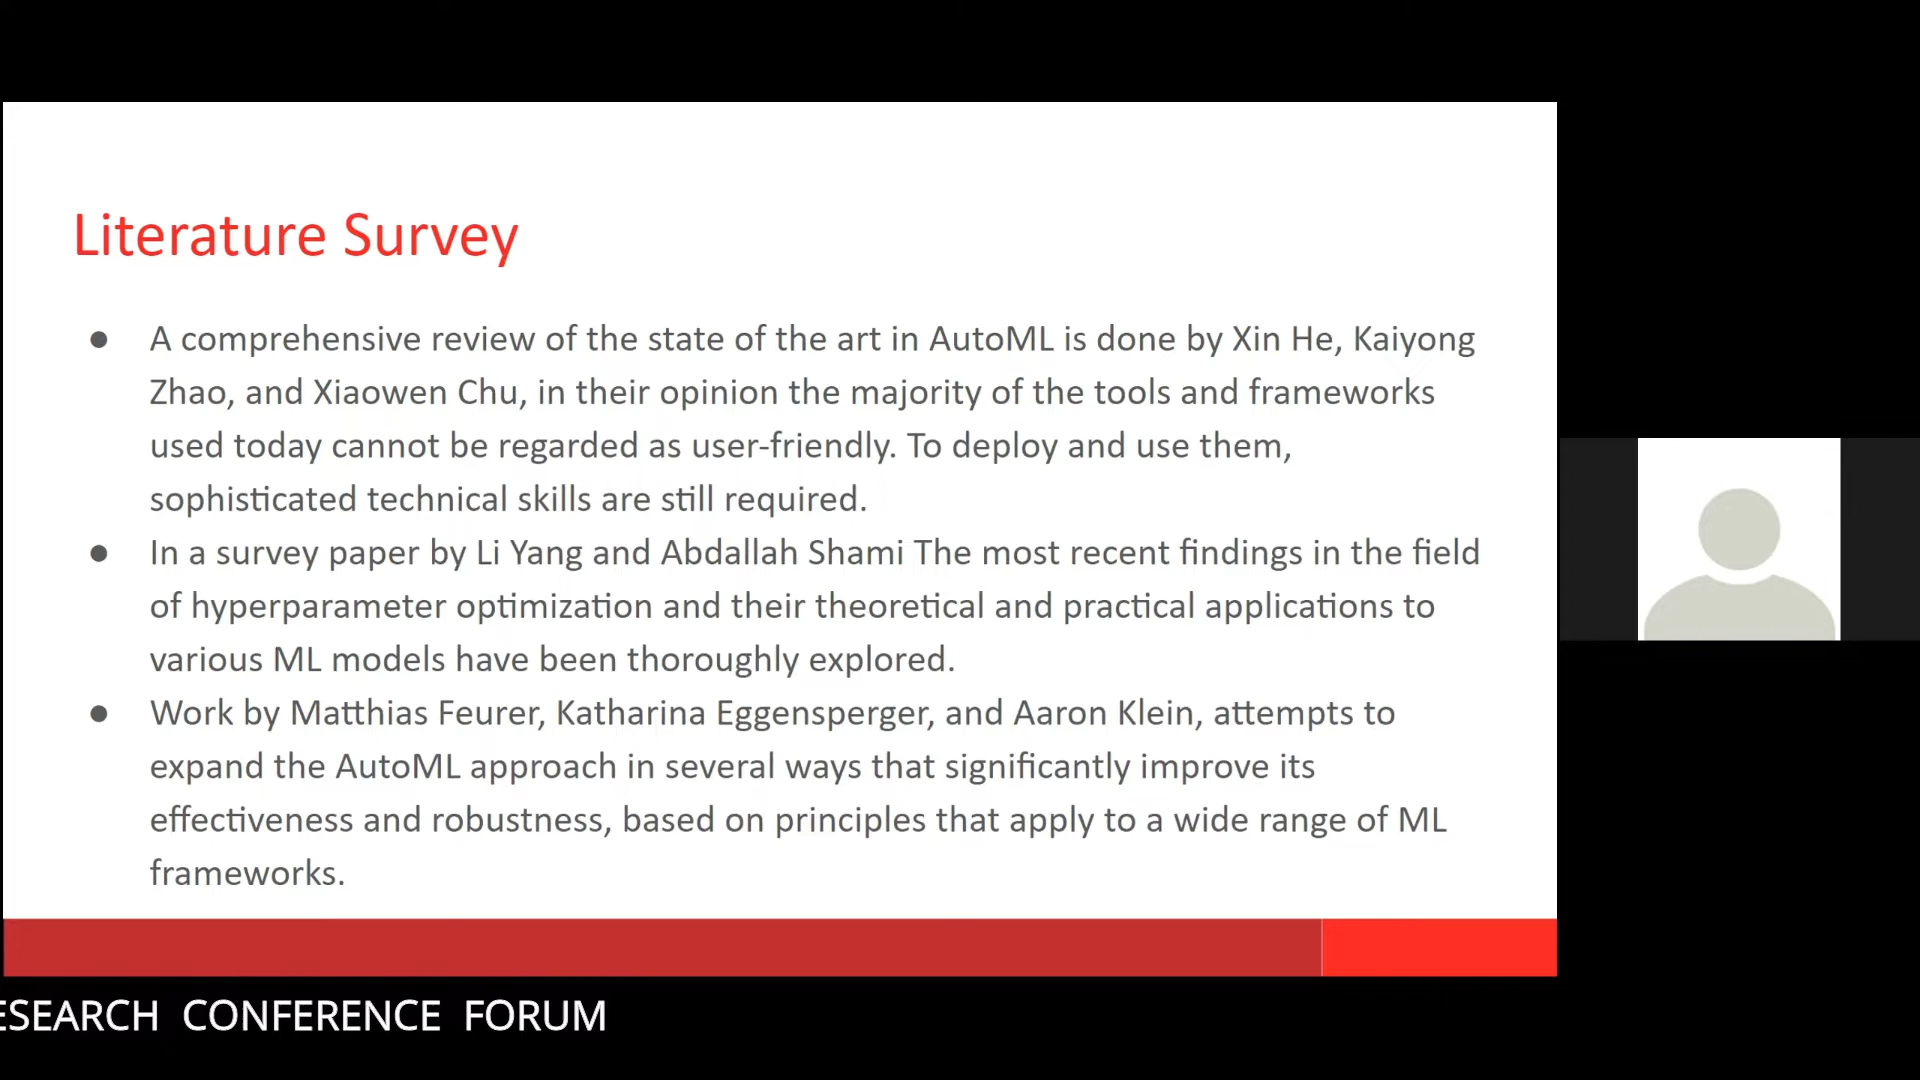 Literature Survey
● A comprehensive review of the state of the art in AutoML is done by Xin He, Kaiyong
Zhao, and Xiaowen Chu, in their opinion the majority of the tools and frameworks
used today cannot be regarded as user-friendly. To deploy and use them,
sophisticated technical skills are still required.
● In a survey paper by Li Yang and Abdallah Shami The most recent findings in the field
of hyperparameter optimization and their theoretical and practical applications to
various ML models have been thoroughly explored.
● Work by Matthias Feurer, Katharina Eggensperger, and Aaron Klein, attempts to
expand the AutoML approach in several ways that significantly improve its
effectiveness and robustness, based on principles that apply to a wide range of ML
frameworks.
ESEARCH CONFERENCE FORUM